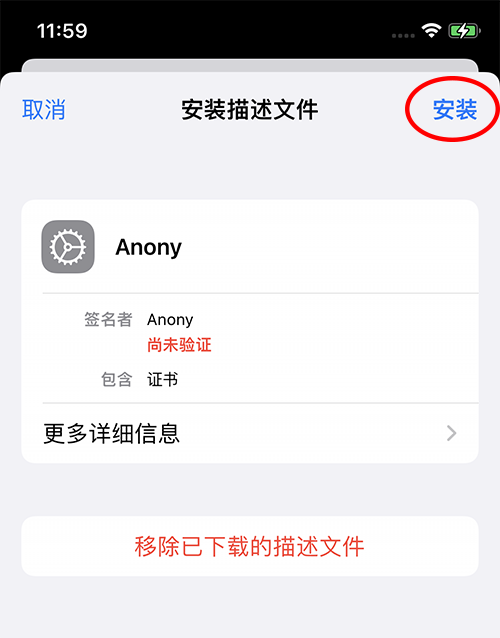 11:59
取消
安装描述文件
安装
Anony
签名者 Anony
尚未验证
包含 证书
更多详细信息
移除已下载的描述文件